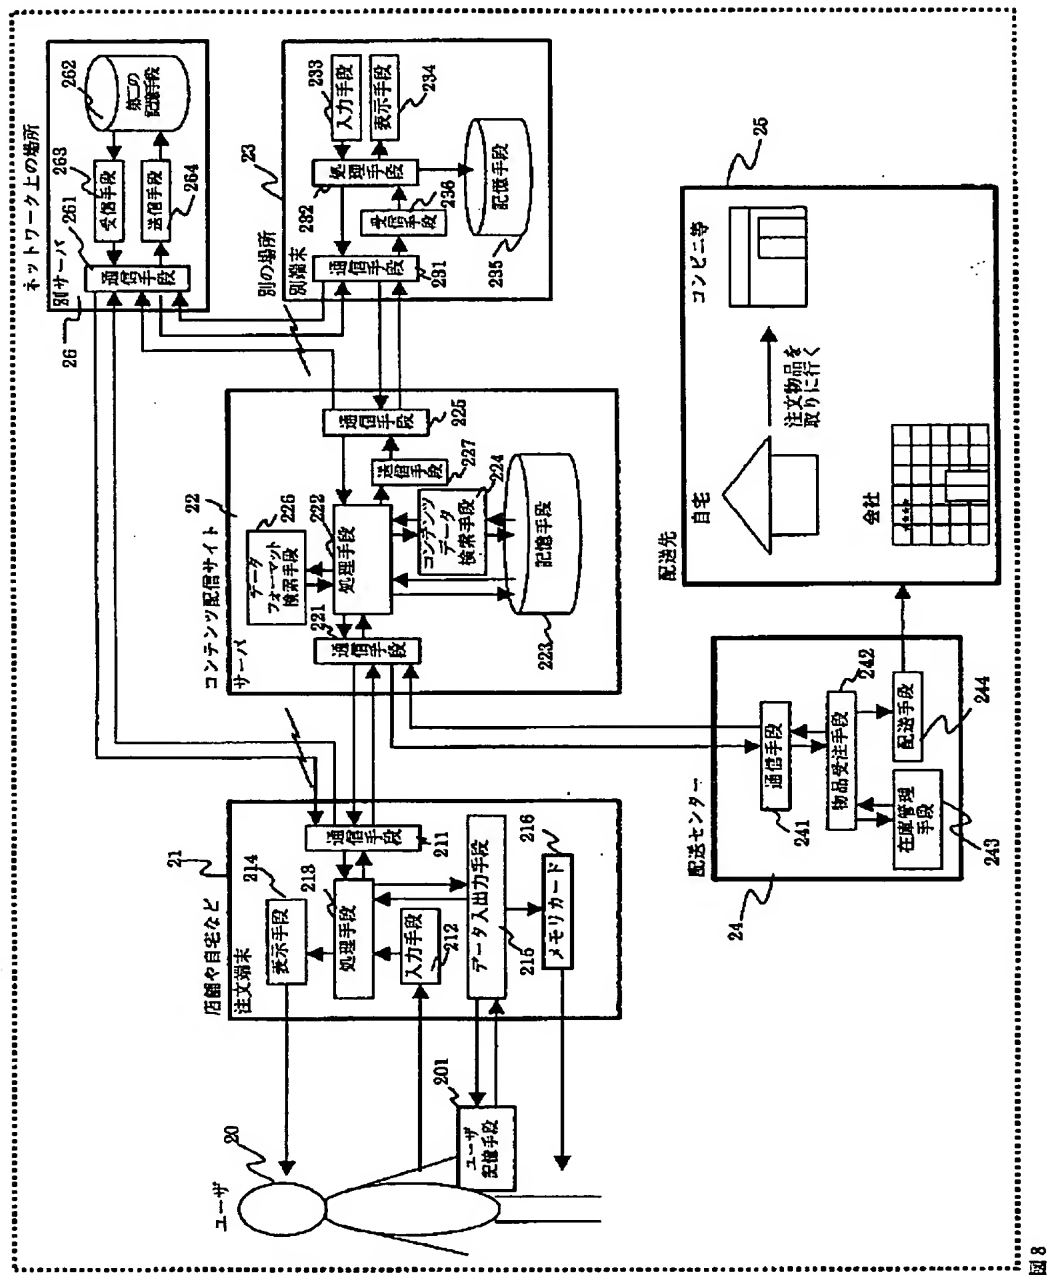 ネットワーク上の場所
別サーバ
26
261
通信手段
263
受信手段
送信手段
264
262
第二の
記憶手段
別の場所
別端末
23
通信手段
231
232
処理手段
受信手段
236
233
入力手段
表示手段
234
記憶手段
235
コンテンツ配信サイト
サーバ
22
221
通信手段
222
処理手段
データ
フォーマット
検索手段
226
コンテンツ
データ
検索手段
224
送信手段
227
通信手段
225
記憶手段
223
店舗や自宅など
注文端末
21
表示手段
214
処理手段
213
通信手段
211
入力手段
212
データ入出力手段
215
メモリカード
216
ユーザ
20
ユーザ
記憶手段
201
配送センター
24
通信手段
241
物品受注手段
242
在庫管理
手段
243
配送手段
244
配送先
25
自宅
注文物品を
取りに行く
コンビニ等
会社
図8